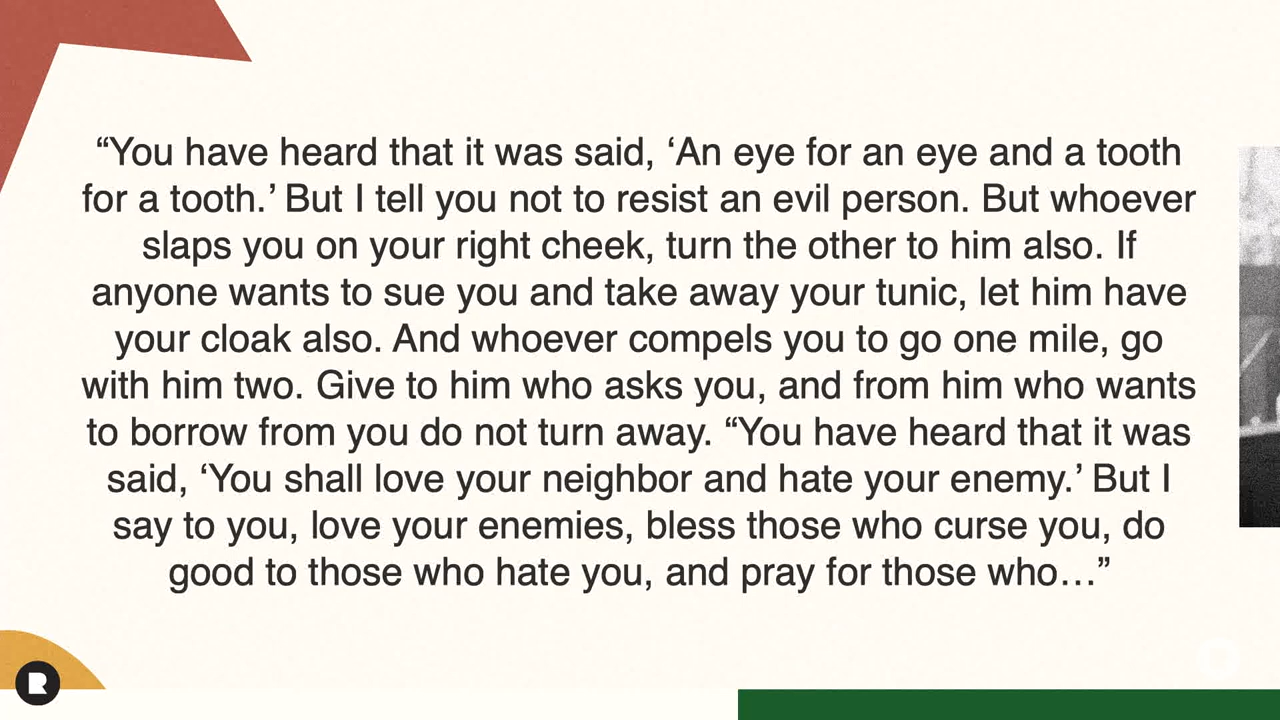 “You have heard that it was said, ‘An eye for an eye and a tooth
for a tooth.’ But I tell you not to resist an evil person. But whoever
slaps you on your right cheek, turn the other to him also. If
anyone wants to sue you and take away your tunic, let him have
your cloak also. And whoever compels you to go one mile, go
with him two. Give to him who asks you, and from him who wants
to borrow from you do not turn away. “You have heard that it was
said, ‘You shall love your neighbor and hate your enemy.’ But I
say to you, love your enemies, bless those who curse you, do
good to those who hate you, and pray for those who…”
R